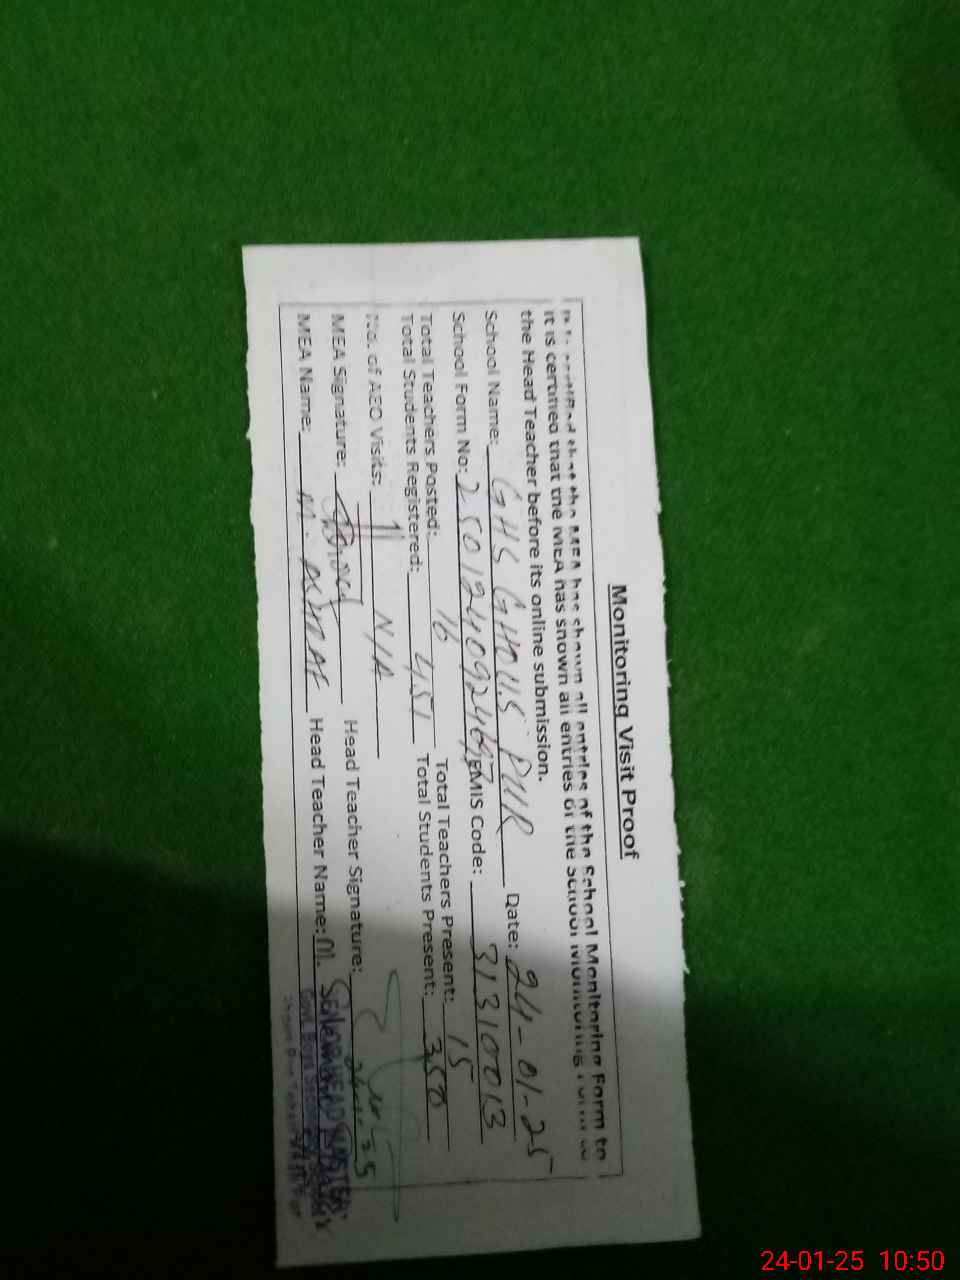 Monitoring Visit Proof
it is certified that the MEA has shown all entries of the School Monitoring Form to
the Head Teacher before its online submission.
School Name: GHS GHOUS PUR Date: 24-01-25
School Form No: EMIS Code: 31310013
Total Teachers Posted: 16 Total Teachers Present: 15
Total Students Registered: 451 Total Students Present: 350
No. of AEO Visits: N/A
MEA Signature: Head Teacher Signature:
MEA Name: M. ASHRAF Head Teacher Name: M.
SENIOR HEADMASTER
24-01-25 10:50